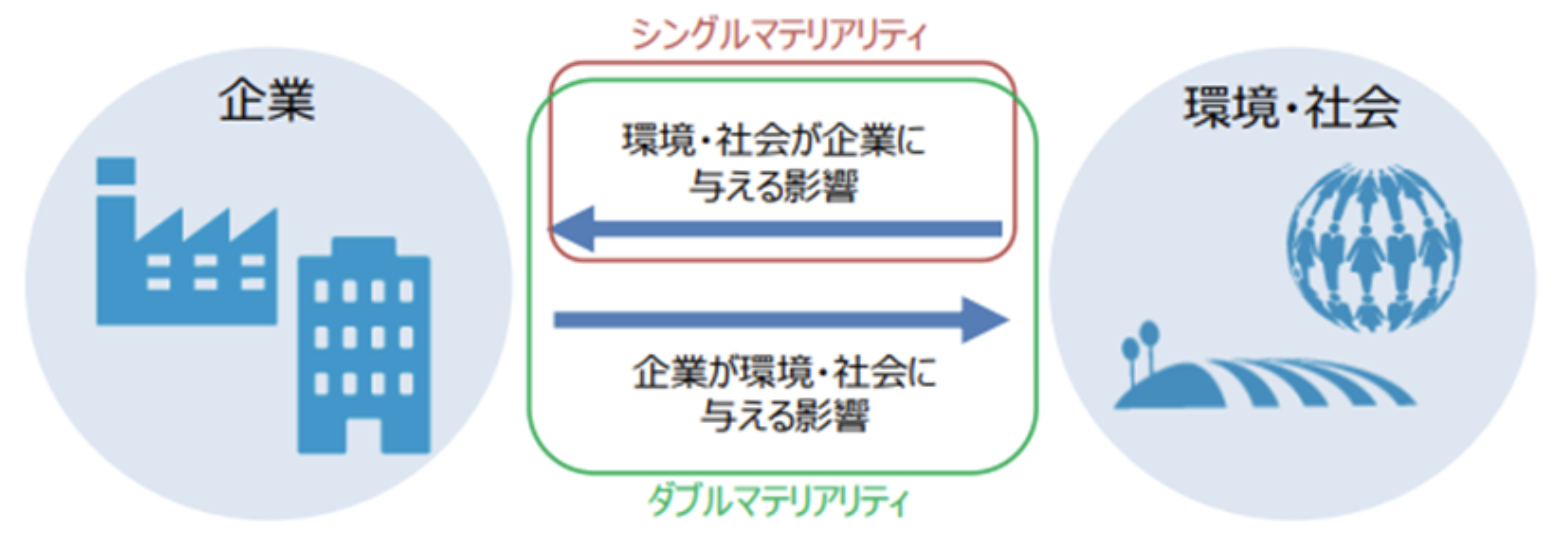 シングルマテリアリティ
企業
環境・社会
環境・社会が企業に
与える影響
企業が環境・社会に
与える影響
ダブルマテリアリティ